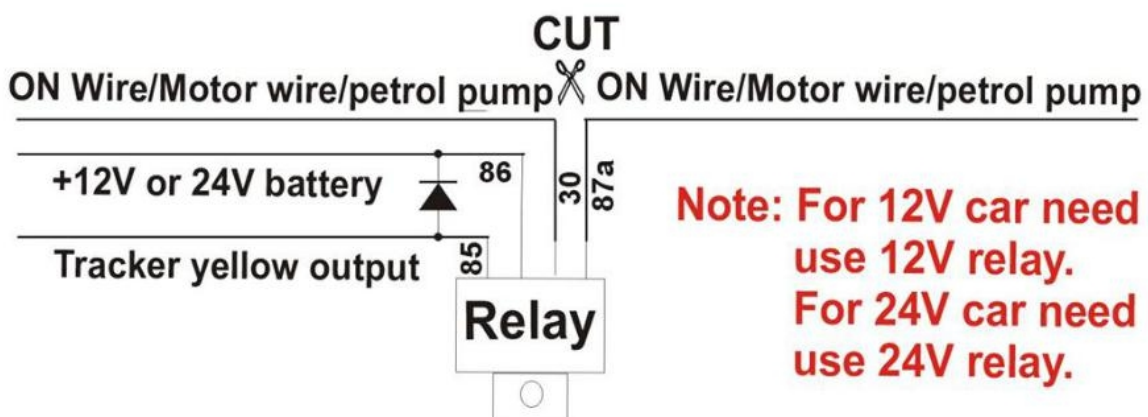 CUT
ON Wire/Motor wire/petrol pump ON Wire/Motor wire/petrol pump
+12V or 24V battery
86
30
87a
Tracker yellow output
85
Relay
Note: For 12V car need
use 12V relay.
For 24V car need
use 24V relay.